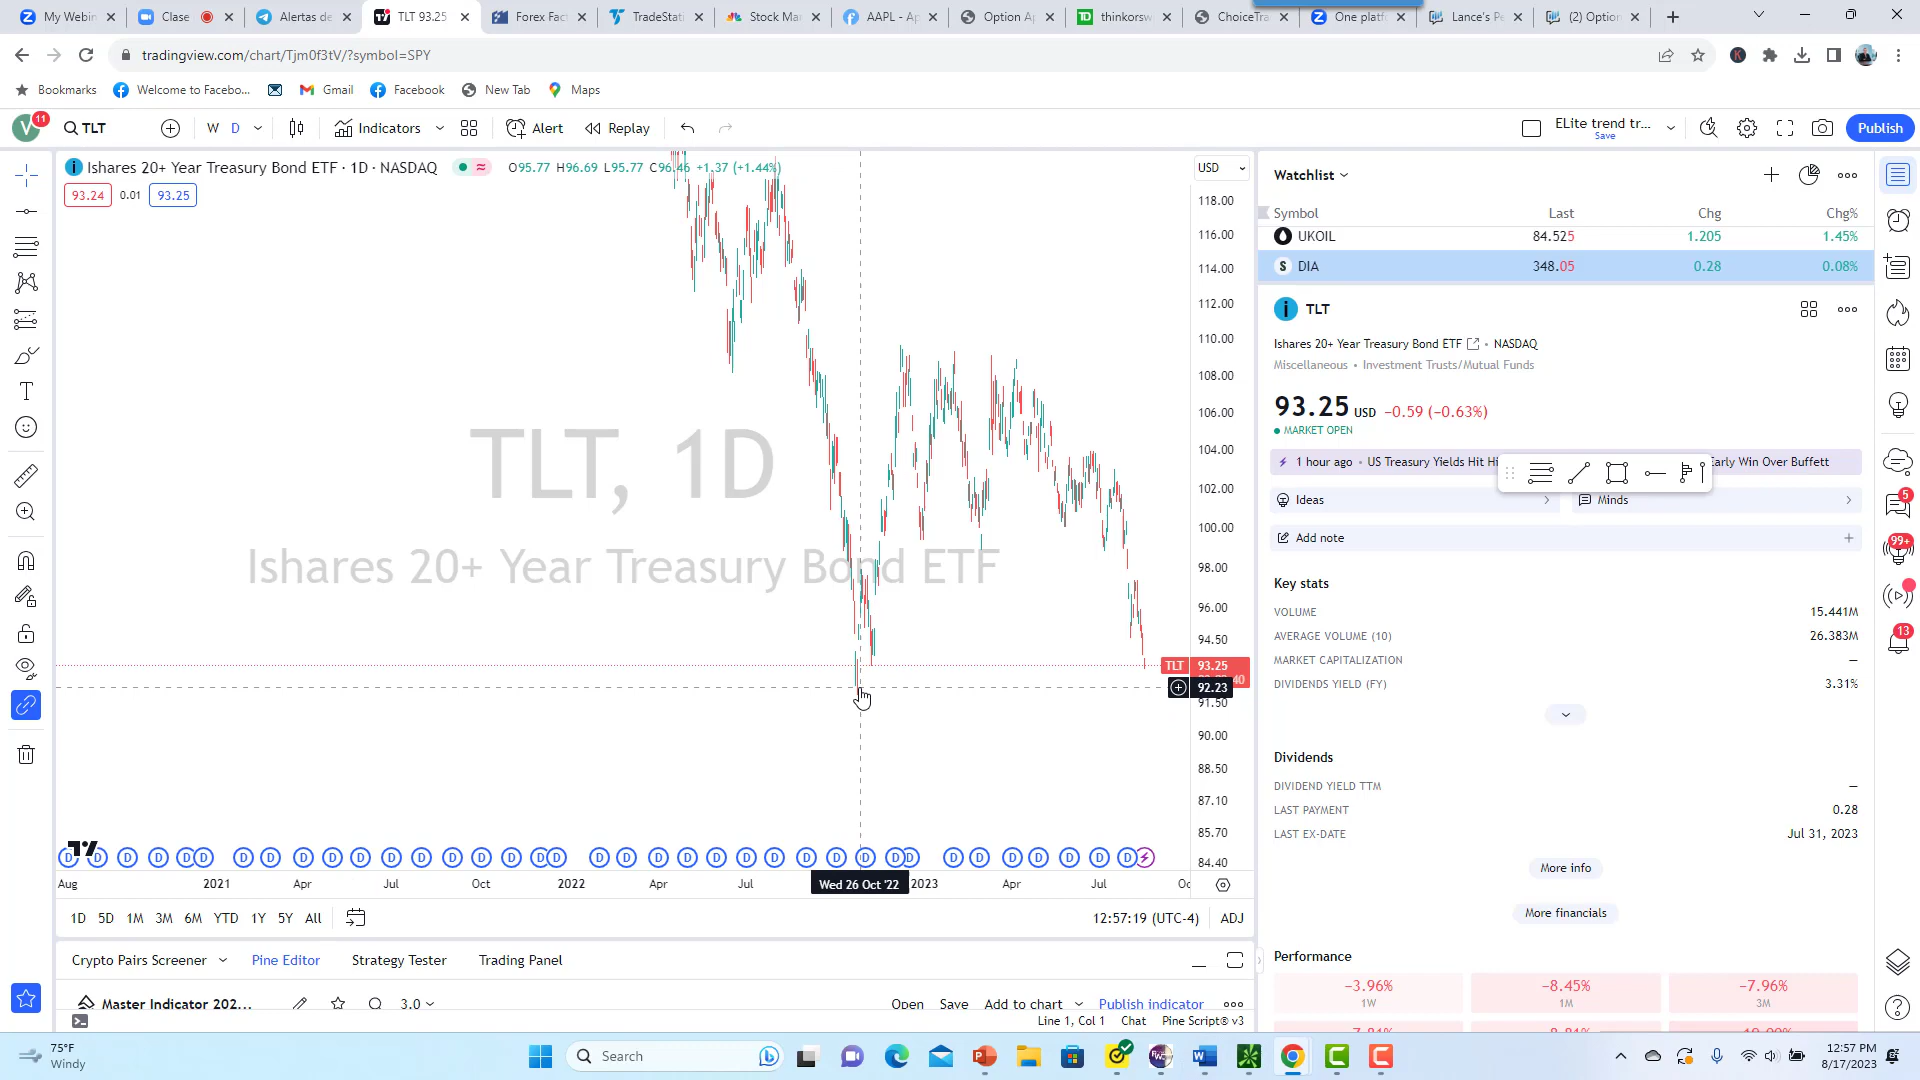 My Webin
Clase
Alertas de
TLT 93.25
Forex Fac
TradeStat
Stock Mar
AAPL - Ap
Option Ap
thinkorsw
ChoiceTra
One platf
Lance's Pe
(2) Option
tradingview.com/chart/Tjm0f3tV/?symbol=SPY
Bookmarks
Welcome to Facebo...
Gmail
Facebook
New Tab
Maps
V
11
TLT
W
D
Indicators
Alert
Replay
ELite trend tr...
Save
Publish
Ishares 20+ Year Treasury Bond ETF · 1D · NASDAQ
O95.77 H96.69 L95.77 C96.46 +1.37 (+1.44%)
93.24
0.01
93.25
USD
118.00
116.00
114.00
112.00
110.00
108.00
106.00
104.00
102.00
100.00
98.00
96.00
94.50
TLT
93.25
40
92.23
91.50
90.00
88.50
87.10
85.70
84.40
TLT, 1D
Ishares 20+ Year Treasury Bond ETF
Aug
2021
Apr
Jul
Oct
2022
Apr
Jul
Wed 26 Oct '22
2023
Apr
Jul
Oc
1D
5D
1M
3M
6M
YTD
1Y
5Y
All
12:57:19 (UTC-4)
ADJ
Crypto Pairs Screener
Pine Editor
Strategy Tester
Trading Panel
Master Indicator 202...
3.0
Open
Save
Add to chart
Publish indicator
Line 1, Col 1
Chat
Pine Script® v3
Watchlist
Symbol
Last
Chg
Chg%
UKOIL
84.525
1.205
1.45%
DIA
348.05
0.28
0.08%
TLT
Ishares 20+ Year Treasury Bond ETF
NASDAQ
Miscellaneous • Investment Trusts/Mutual Funds
93.25 USD −0.59 (−0.63%)
MARKET OPEN
1 hour ago • US Treasury Yields Hit Hi
Early Win Over Buffett
Ideas
Minds
Add note
Key stats
VOLUME
15.441M
AVERAGE VOLUME (10)
26.383M
MARKET CAPITALIZATION
—
DIVIDENDS YIELD (FY)
3.31%
Dividends
DIVIDEND YIELD TTM
—
LAST PAYMENT
0.28
LAST EX-DATE
Jul 31, 2023
More info
More financials
Performance
−3.96%
1W
−8.45%
1M
−7.96%
3M
5
99+
13
75°F
Windy
Search
12:57 PM
8/17/2023